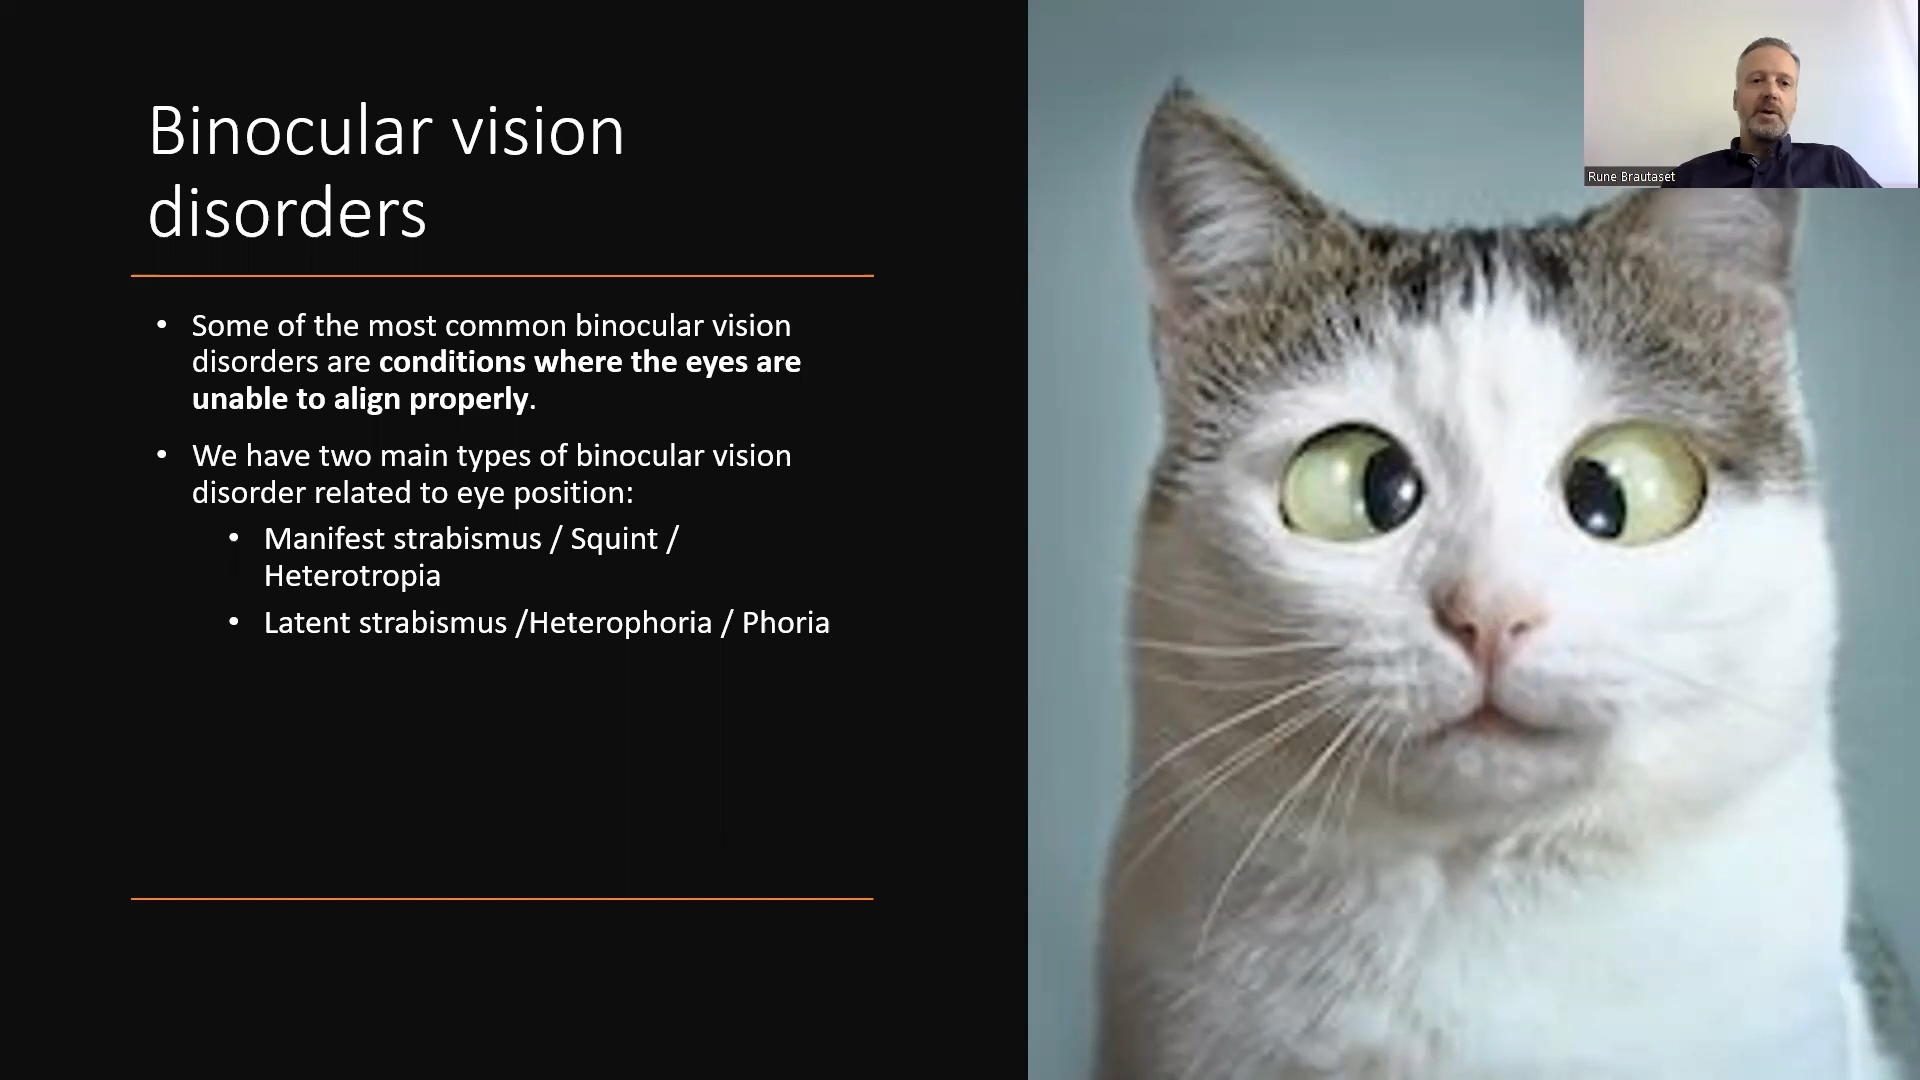 Binocular vision
disorders
• Some of the most common binocular vision
disorders are conditions where the eyes are
unable to align properly.
• We have two main types of binocular vision
disorder related to eye position:
• Manifest strabismus / Squint /
Heterotropia
• Latent strabismus /Heterophoria / Phoria
Rune Brautaset